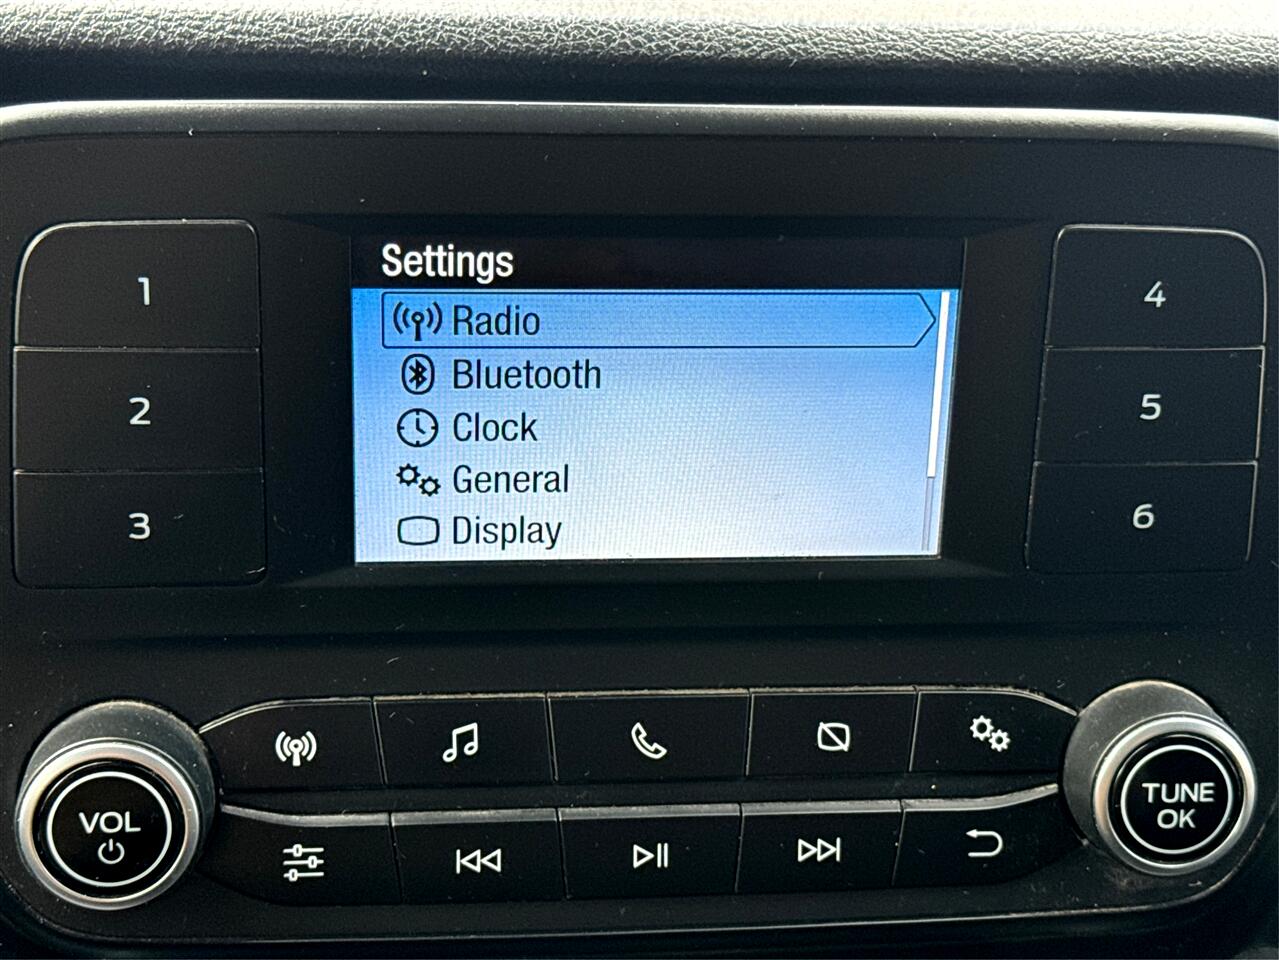 Settings
Radio
Bluetooth
Clock
General
Display
1
2
3
4
5
6
VOL
TUNE
OK